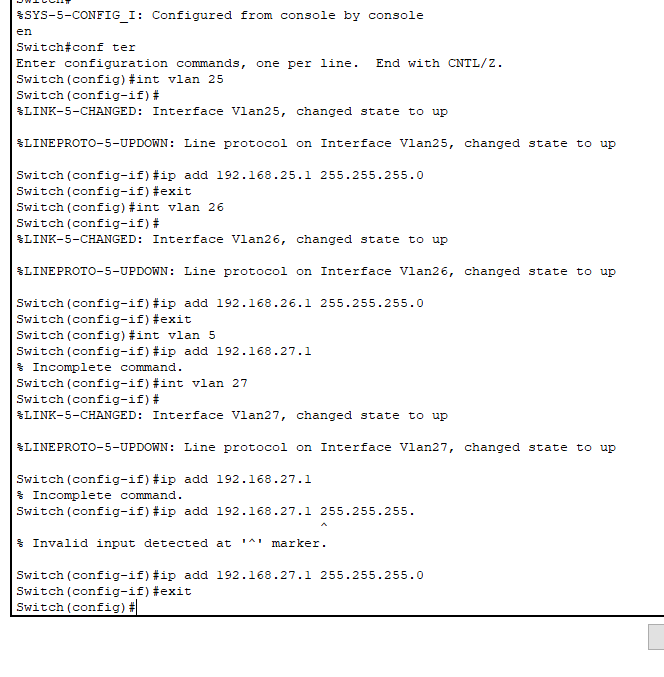 %SYS-5-CONFIG_I: Configured from console by console
en
Switch#conf ter
Enter configuration commands, one per line.  End with CNTL/Z.
Switch(config)#int vlan 25
Switch(config-if)#
%LINK-5-CHANGED: Interface Vlan25, changed state to up
%LINEPROTO-5-UPDOWN: Line protocol on Interface Vlan25, changed state to up
Switch(config-if)#ip add 192.168.25.1 255.255.255.0
Switch(config-if)#exit
Switch(config)#int vlan 26
Switch(config-if)#
%LINK-5-CHANGED: Interface Vlan26, changed state to up
%LINEPROTO-5-UPDOWN: Line protocol on Interface Vlan26, changed state to up
Switch(config-if)#ip add 192.168.26.1 255.255.255.0
Switch(config-if)#exit
Switch(config)#int vlan 5
Switch(config-if)#ip add 192.168.27.1
% Incomplete command.
Switch(config-if)#int vlan 27
Switch(config-if)#
%LINK-5-CHANGED: Interface Vlan27, changed state to up
%LINEPROTO-5-UPDOWN: Line protocol on Interface Vlan27, changed state to up
Switch(config-if)#ip add 192.168.27.1
% Incomplete command.
Switch(config-if)#ip add 192.168.27.1 255.255.255.
^
% Invalid input detected at '^' marker.
Switch(config-if)#ip add 192.168.27.1 255.255.255.0
Switch(config-if)#exit
Switch(config)#